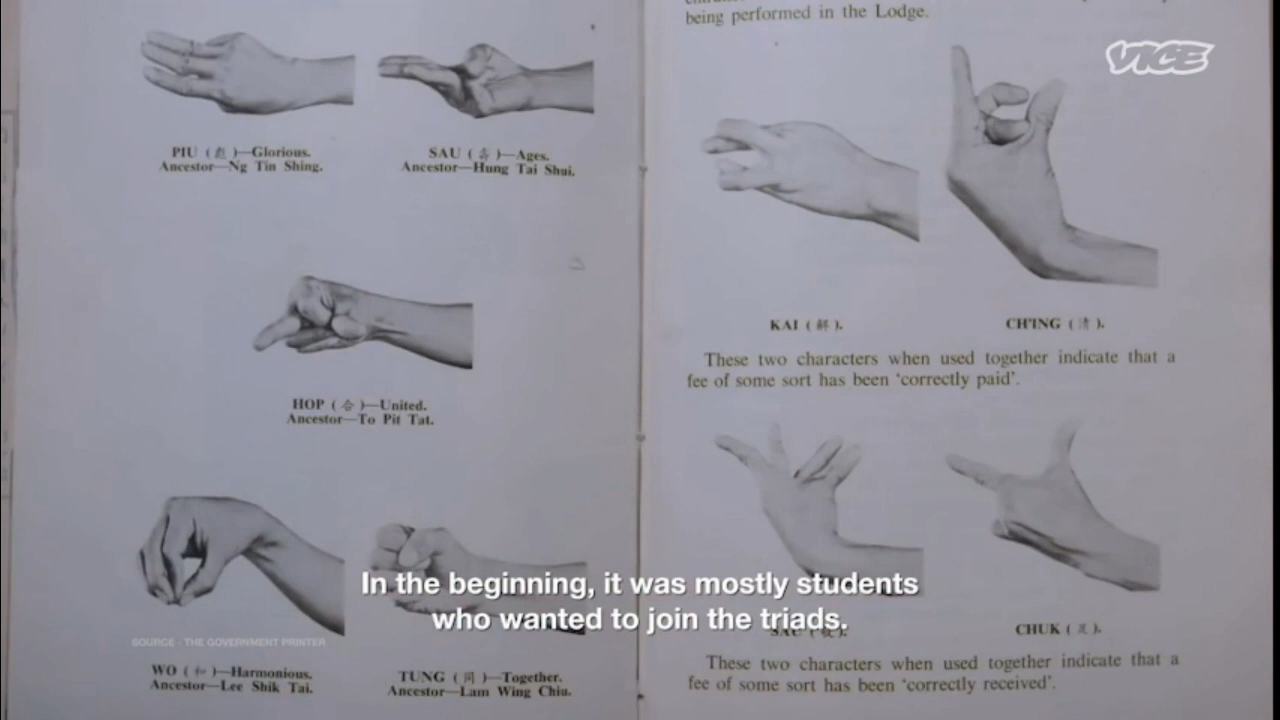 VICE
being performed in the Lodge.
PIU ( 彪 )—Glorious.
Ancestor—Ng Tin Shing.
SAU ( 壽 )—Ages.
Ancestor—Hung Tai Shui.
HOP ( 合 )—United.
Ancestor—To Pit Tat.
SOURCE - THE GOVERNMENT PRINTER
WO ( 和 )—Harmonious.
Ancestor—Lee Shik Tai.
TUNG ( 同 )—Together.
Ancestor—Lam Wing Chiu.
KAI ( 解 ).
CH'ING ( 清 ).
These two characters when used together indicate that a
fee of some sort has been 'correctly paid'.
In the beginning, it was mostly students
who wanted to join the triads.
SAU ( 收 ).
CHUK ( 足 ).
These two characters when used together indicate that a
fee of some sort has been 'correctly received'.